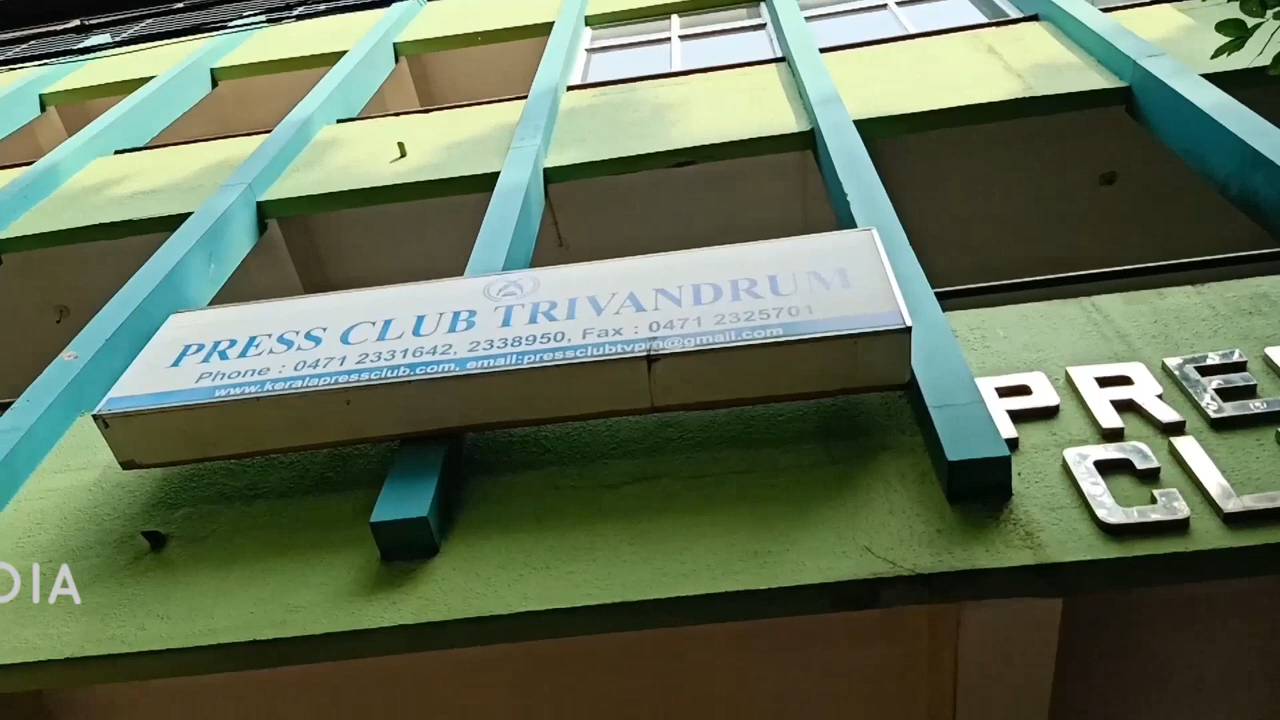 PRESS CLUB TRIVANDRUM
Phone : 0471 2331642, 2338950, Fax : 0471 2325701
www.keralapressclub.com, email:pressclubtvpm@gmail.com
PRE
CL
DIA